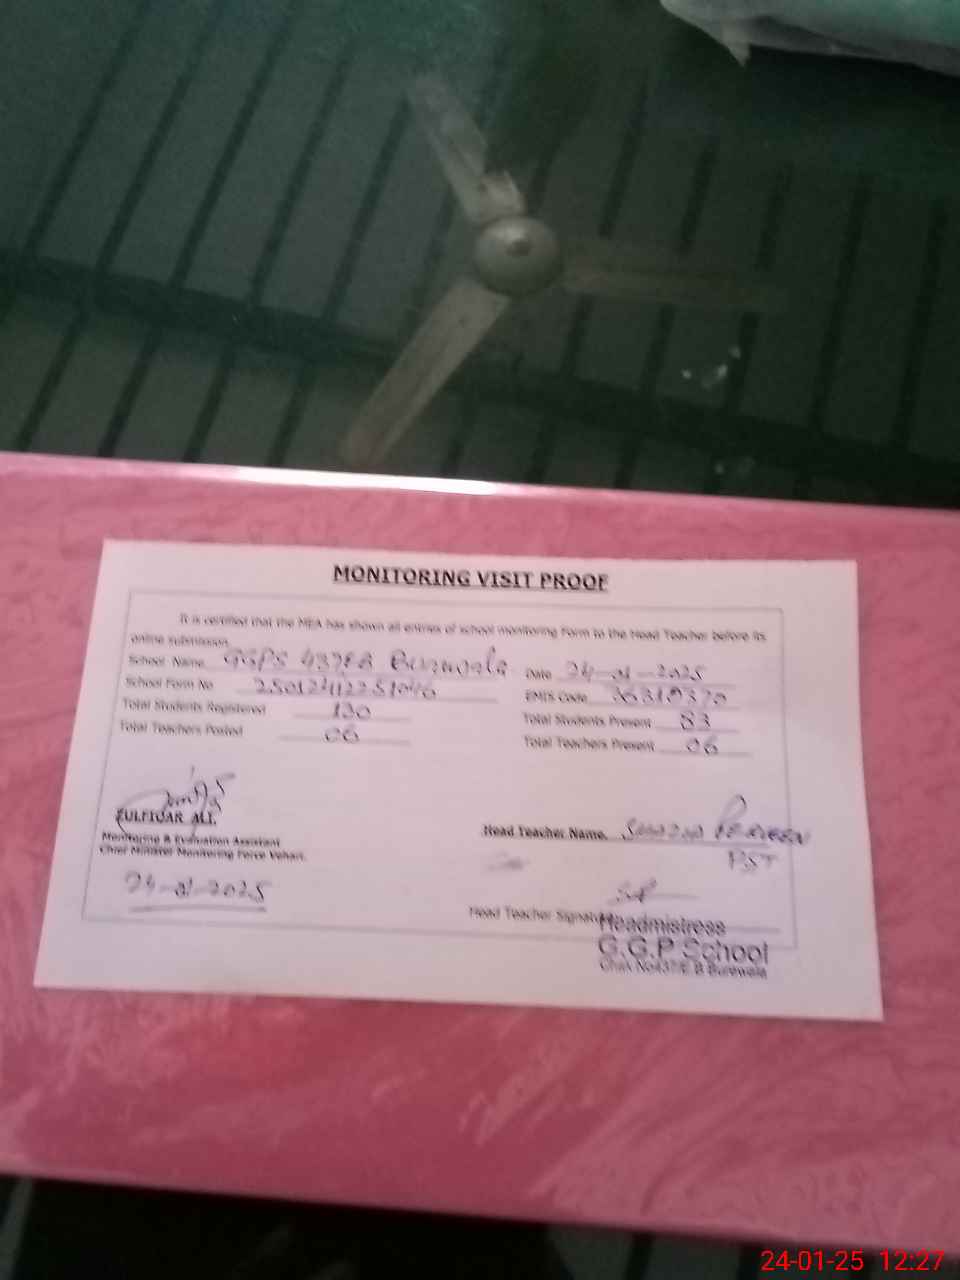 MONITORING VISIT PROOF
It is certified that the MEA has shown all entries of school monitoring Form to the Head Teacher before its
online submission.
School Name GGPS 437EB Burewala Date 24-01-2025
School Form No EMIS Code
Total Students Registered 130 Total Students Present 83
Total Teachers Posted 06 Total Teachers Present 06
ZULFIQAR ALI
Monitoring & Evaluation Assistant
Chief Minister Monitoring Force Vehari.
24-01-2025
Head Teacher Name. Shazia Perveen
PST
Head Teacher Signature
Headmistress
G.G.P School
Chak No437/E.B Burewala
24-01-25 12:27